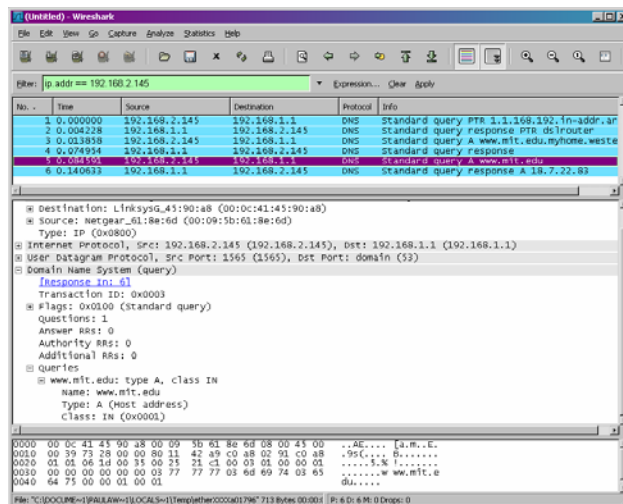 (Untitled) - Wireshark
File Edit View Go Capture Analyze Statistics Help
Filter: ip.addr == 192.168.2.145 Expression... Clear Apply
No. . Time Source Destination Protocol Info
1 0.000000 192.168.2.145 192.168.1.1 DNS Standard query PTR 1.1.168.192.in-addr.ar
2 0.004228 192.168.1.1 192.168.2.145 DNS Standard query response PTR dslrouter
3 0.013858 192.168.2.145 192.168.1.1 DNS Standard query A www.mit.edu.myhome.weste
4 0.074954 192.168.1.1 192.168.2.145 DNS Standard query response
5 0.084591 192.168.2.145 192.168.1.1 DNS Standard query A www.mit.edu
6 0.140633 192.168.1.1 192.168.2.145 DNS Standard query response A 18.7.22.83
Destination: LinksysG_45:90:a8 (00:0c:41:45:90:a8)
Source: Netgear_61:8e:6d (00:09:5b:61:8e:6d)
Type: IP (0x0800)
Internet Protocol, Src: 192.168.2.145 (192.168.2.145), Dst: 192.168.1.1 (192.168.1.1)
User Datagram Protocol, Src Port: 1565 (1565), Dst Port: domain (53)
Domain Name System (query)
[Response In: 6]
Transaction ID: 0x0003
Flags: 0x0100 (Standard query)
Questions: 1
Answer RRs: 0
Authority RRs: 0
Additional RRs: 0
Queries
www.mit.edu: type A, class IN
Name: www.mit.edu
Type: A (Host address)
Class: IN (0x0001)
0000 00 0c 41 45 90 a8 00 09 5b 61 8e 6d 08 00 45 00 ..AE.... [a.m..E.
0010 00 39 73 28 00 00 80 11 42 a9 c0 a8 02 91 c0 a8 .9s(.... B.......
0020 01 01 06 1d 00 35 00 25 21 c1 00 03 01 00 00 01 .....5.% !.......
0030 00 00 00 00 00 00 03 77 77 77 03 6d 69 74 03 65 .......w ww.mit.e
0040 64 75 00 00 01 00 01 du.....
P: 6 D: 6 M: 0 Drops: 0